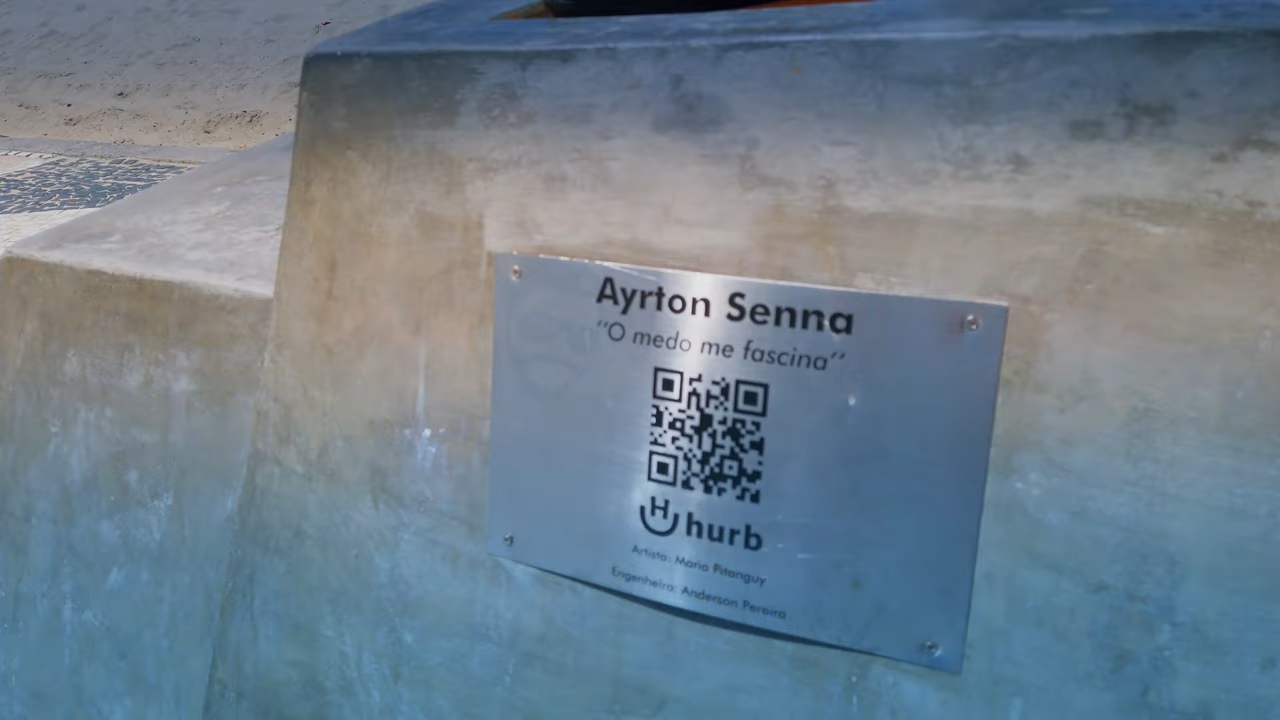 Ayrton Senna
"O medo me fascina"
hurb
Artista: Mario Pitanguy
Engenheiro: Anderson Pereira